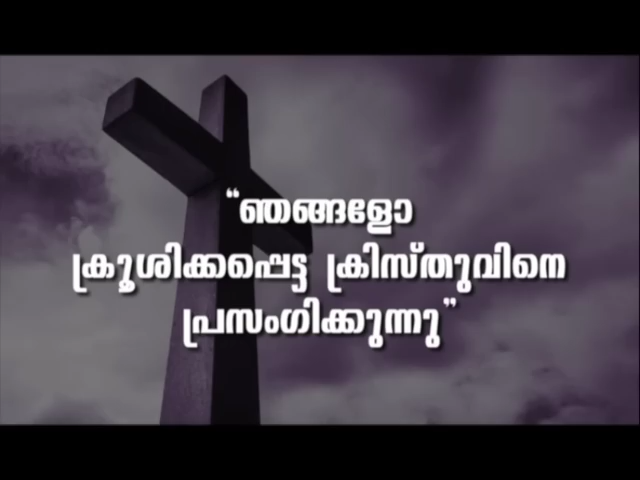 “ഞങ്ങളോ
ക്രൂശിക്കപ്പെട്ട ക്രിസ്തുവിനെ
പ്രസംഗിക്കുന്നു”